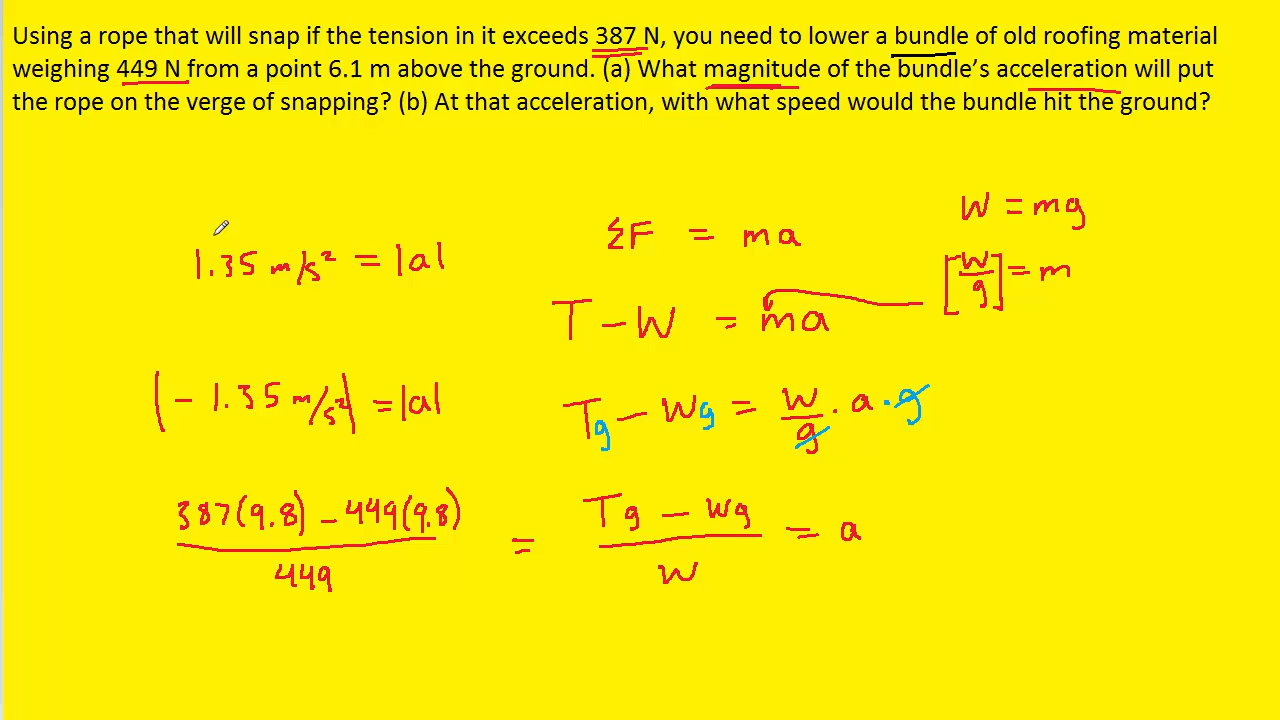 Using a rope that will snap if the tension in it exceeds 387 N, you need to lower a bundle of old roofing material
weighing 449 N from a point 6.1 m above the ground. (a) What magnitude of the bundle's acceleration will put
the rope on the verge of snapping? (b) At that acceleration, with what speed would the bundle hit the ground?
W = mg
ΣF = ma
1.35 m/s² = |a|
[W/g] = m
T - W = ma
|- 1.35 m/s²| = |a|
Tg - Wg = W/g · a · g
387(9.8) - 449(9.8) / 449 = Tg - Wg / W = a